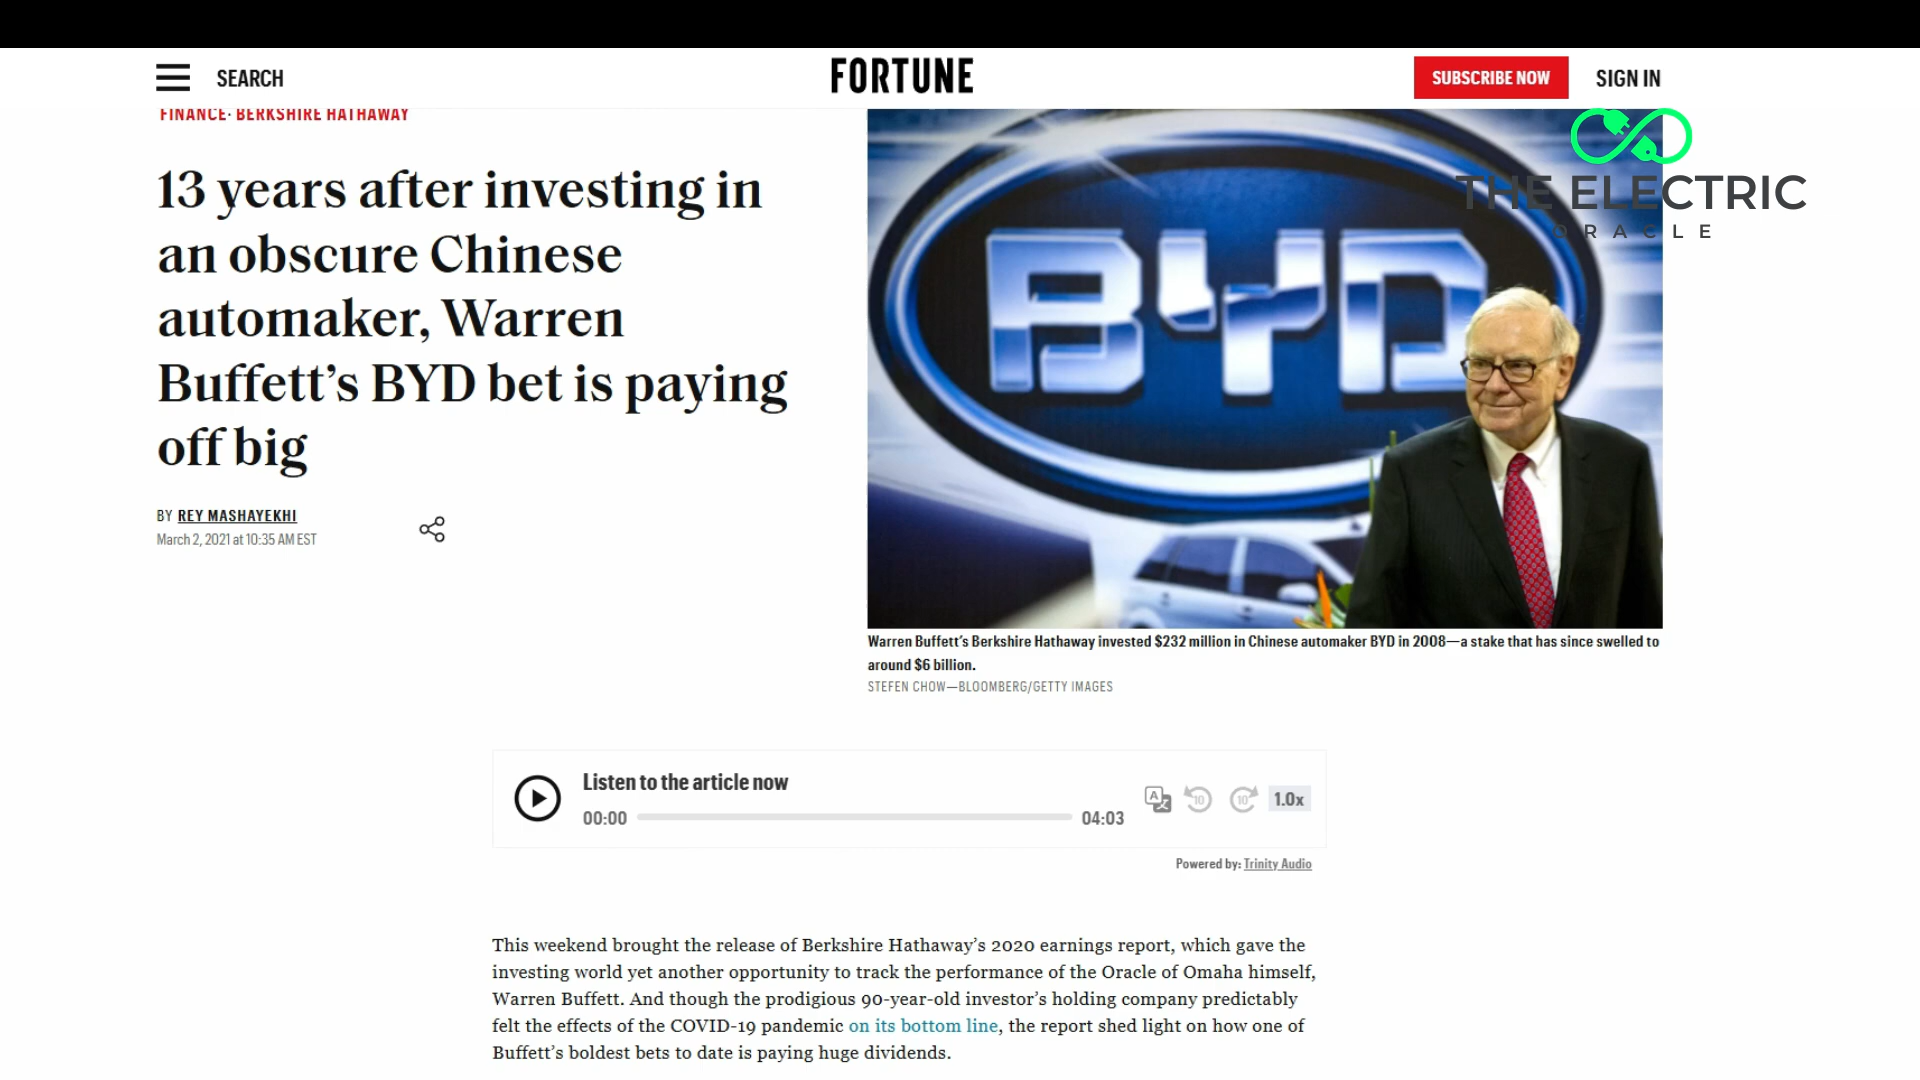 SEARCH
FORTUNE
SUBSCRIBE NOW
SIGN IN
FINANCE· BERKSHIRE HATHAWAY
13 years after investing in
an obscure Chinese
automaker, Warren
Buffett’s BYD bet is paying
off big
BY REY MASHAYEKHI
March 2, 2021 at 10:35 AM EST
BYD
THE ELECTRIC
ORACLE
Warren Buffett’s Berkshire Hathaway invested $232 million in Chinese automaker BYD in 2008—a stake that has since swelled to
around $6 billion.
STEFEN CHOW—BLOOMBERG/GETTY IMAGES
Listen to the article now
00:00
04:03
A
10
10
1.0x
Powered by: Trinity Audio
This weekend brought the release of Berkshire Hathaway’s 2020 earnings report, which gave the
investing world yet another opportunity to track the performance of the Oracle of Omaha himself,
Warren Buffett. And though the prodigious 90-year-old investor’s holding company predictably
felt the effects of the COVID-19 pandemic on its bottom line, the report shed light on how one of
Buffett’s boldest bets to date is paying huge dividends.